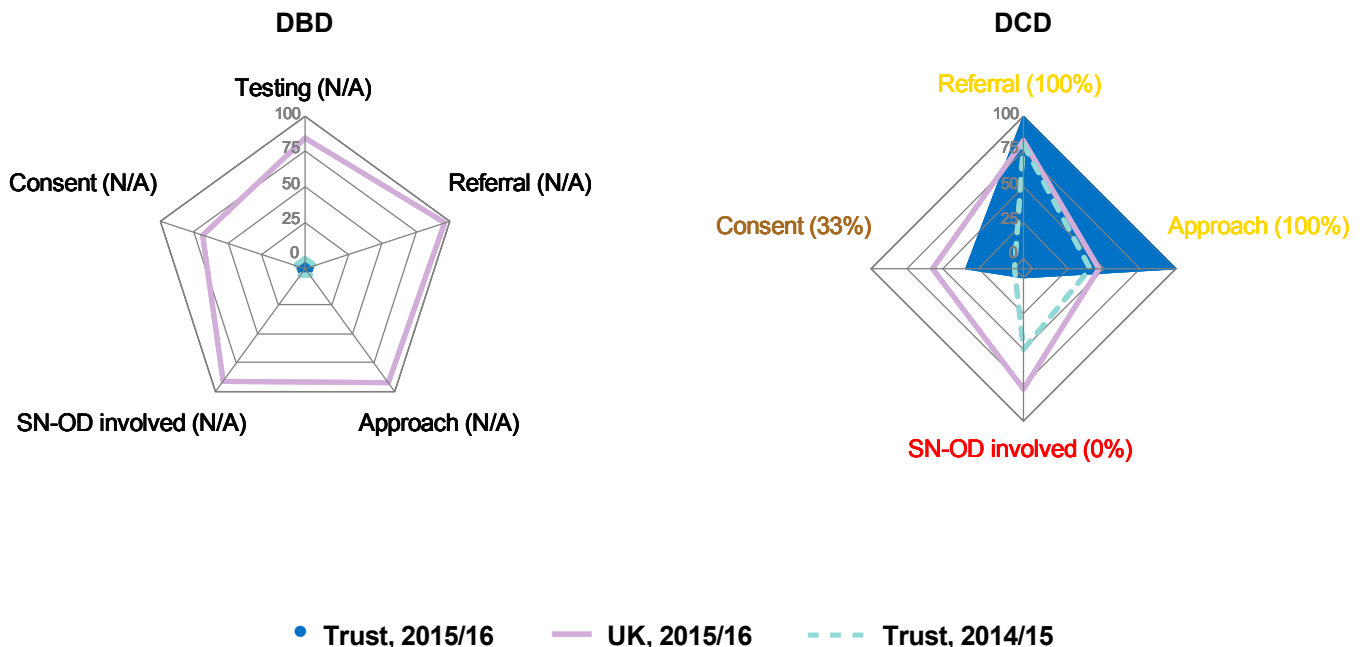 DBD
Testing (N/A)
100
75
50
25
0
Consent (N/A)
Referral (N/A)
SN-OD involved (N/A)
Approach (N/A)
DCD
Referral (100%)
100
75
50
25
0
Consent (33%)
Approach (100%)
SN-OD involved (0%)
Trust, 2015/16
UK, 2015/16
Trust, 2014/15